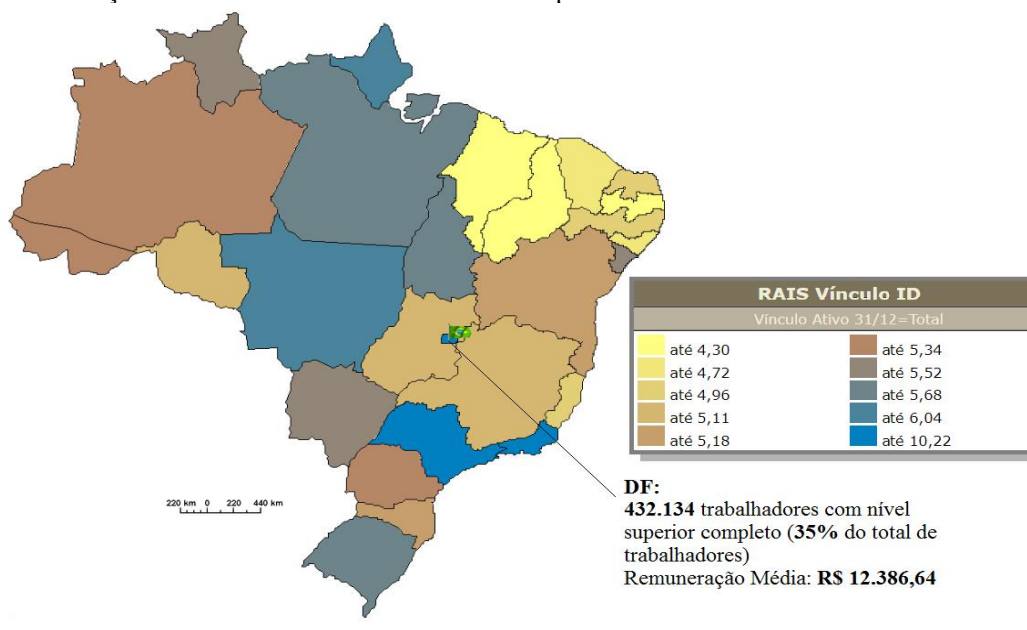 RAIS Vínculo ID
Vínculo Ativo 31/12=Total
até 4,30
até 4,72
até 4,96
até 5,11
até 5,18
até 5,34
até 5,52
até 5,68
até 6,04
até 10,22
220 km 0 220 440 km
DF:
432.134 trabalhadores com nível
superior completo (35% do total de
trabalhadores)
Remuneração Média: R$ 12.386,64